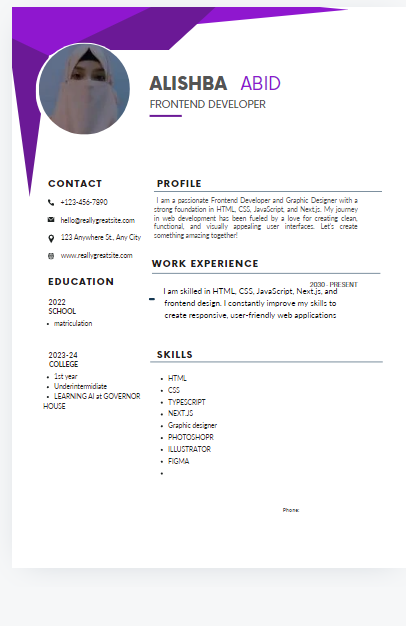 ALISHBA ABID
FRONTEND DEVELOPER
CONTACT
+123-456-7890
hello@reallygreatsite.com
123 Anywhere St., Any City
www.reallygreatsite.com
EDUCATION
2022
SCHOOL
• matriculation
2023-24
COLLEGE
• 1st year
• Underintermidiate
• LEARNING AI at GOVERNOR
HOUSE
PROFILE
I am a passionate Frontend Developer and Graphic Designer with a
strong foundation in HTML, CSS, JavaScript, and Next.js. My journey
in web development has been fueled by a love for creating clean,
functional, and visually appealing user interfaces. Let's create
something amazing together!
WORK EXPERIENCE
2030 - PRESENT
I am skilled in HTML, CSS, JavaScript, Next.js, and
frontend design. I constantly improve my skills to
create responsive, user-friendly web applications
SKILLS
• HTML
• CSS
• TYPESCRIPT
• NEXT.JS
• Graphic designer
• PHOTOSHOPR
• ILLUSTRATOR
• FIGMA
•
Phone: